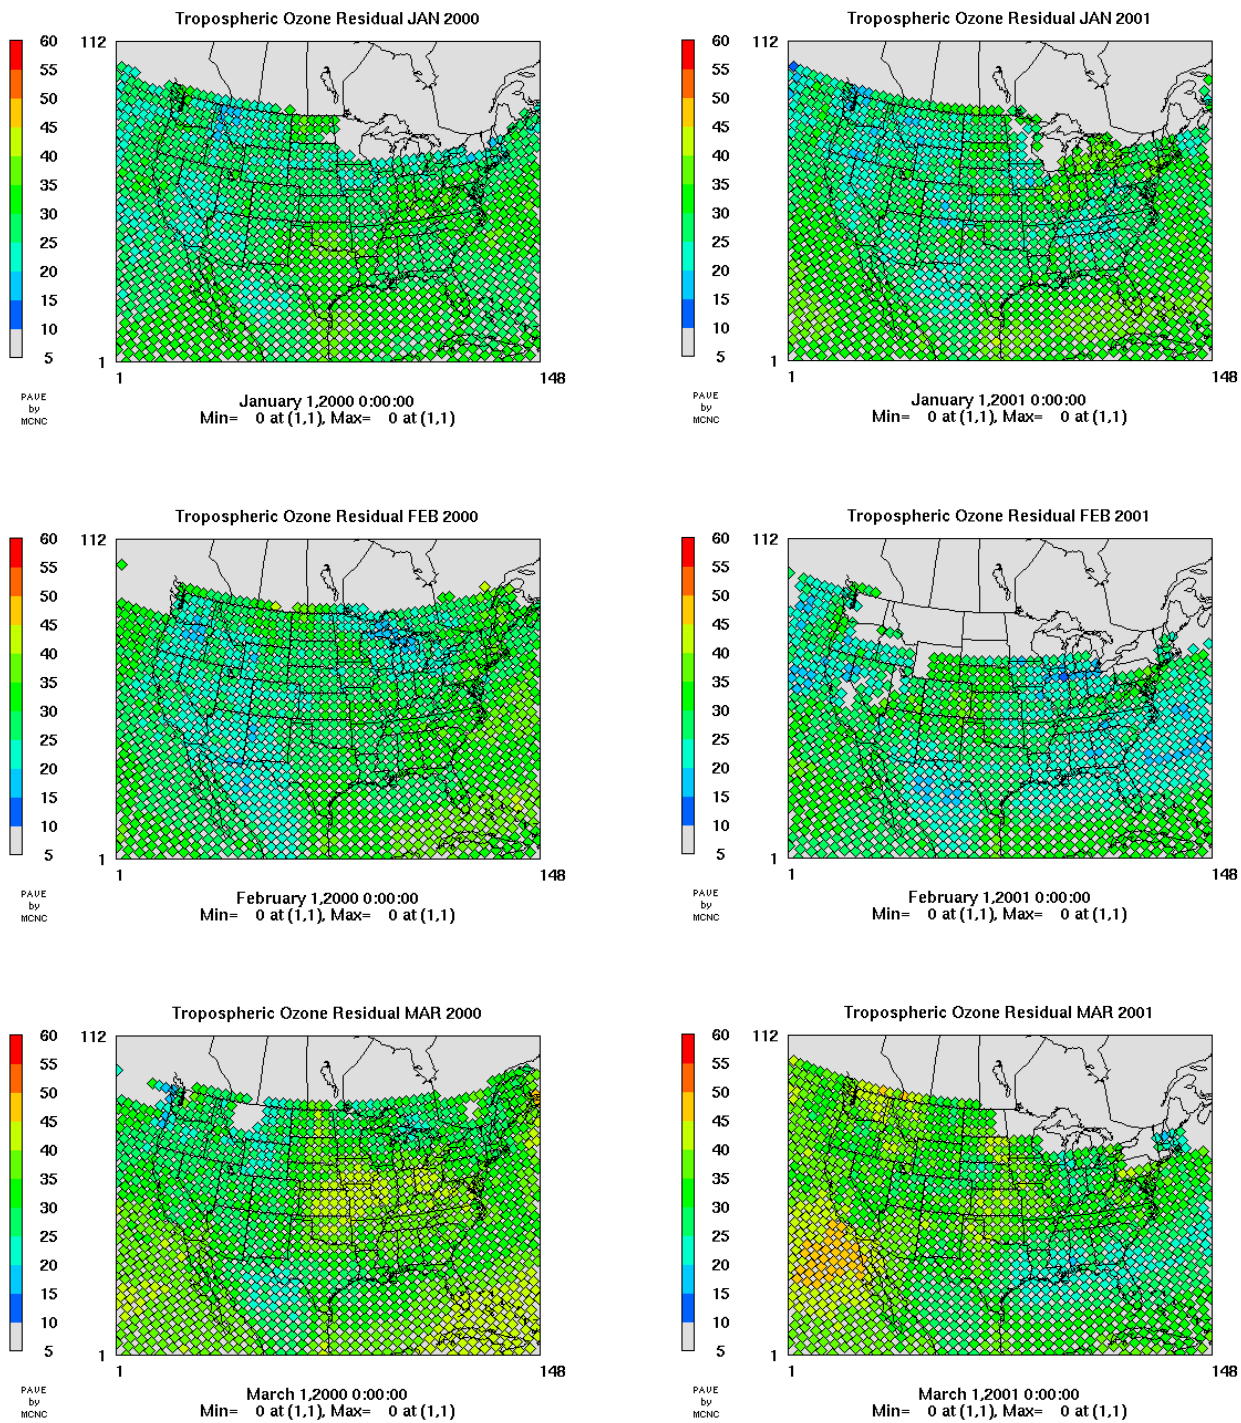 Tropospheric Ozone Residual JAN 2000
60
55
50
45
40
35
30
25
20
15
10
5
112
1
1
148
PAVE
by
MCNC
January 1,2000 0:00:00
Min= 0 at (1,1), Max= 0 at (1,1)
Tropospheric Ozone Residual JAN 2001
60
55
50
45
40
35
30
25
20
15
10
5
112
1
1
148
PAVE
by
MCNC
January 1,2001 0:00:00
Min= 0 at (1,1), Max= 0 at (1,1)
Tropospheric Ozone Residual FEB 2000
60
55
50
45
40
35
30
25
20
15
10
5
112
1
1
148
PAVE
by
MCNC
February 1,2000 0:00:00
Min= 0 at (1,1), Max= 0 at (1,1)
Tropospheric Ozone Residual FEB 2001
60
55
50
45
40
35
30
25
20
15
10
5
112
1
1
148
PAVE
by
MCNC
February 1,2001 0:00:00
Min= 0 at (1,1), Max= 0 at (1,1)
Tropospheric Ozone Residual MAR 2000
60
55
50
45
40
35
30
25
20
15
10
5
112
1
1
148
PAVE
by
MCNC
March 1,2000 0:00:00
Min= 0 at (1,1), Max= 0 at (1,1)
Tropospheric Ozone Residual MAR 2001
60
55
50
45
40
35
30
25
20
15
10
5
112
1
1
148
PAVE
by
MCNC
March 1,2001 0:00:00
Min= 0 at (1,1), Max= 0 at (1,1)